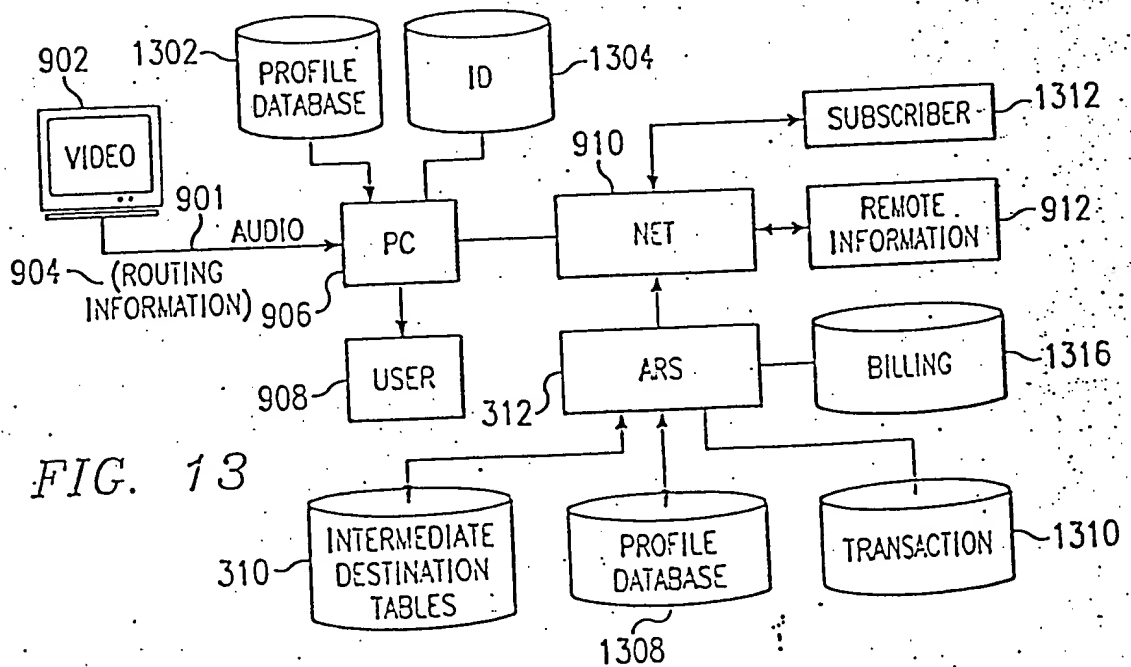 1302
1304
902
PROFILE
DATABASE
ID
SUBSCRIBER
1312
VIDEO
910
901
AUDIO
PC
NET
REMOTE
INFORMATION
912
904
(ROUTING
INFORMATION)
906
USER
908
ARS
312
BILLING
1316
FIG. 13
310
INTERMEDIATE
DESTINATION
TABLES
PROFILE
DATABASE
TRANSACTION
1310
1308